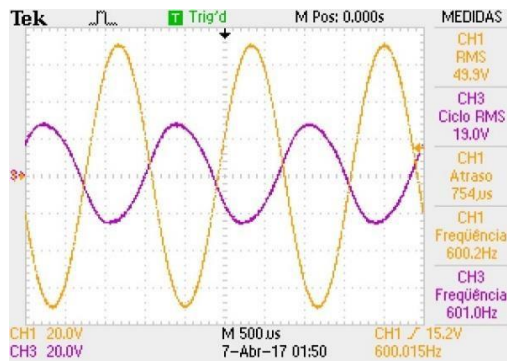 Tek T Trig'd M Pos: 0.000s MEDIDAS
CH1
RMS
49.9V
CH3
Ciclo RMS
19.0V
CH1
Atraso
754µs
CH1
Freqüência
600.2Hz
CH3
Freqüência
601.0Hz
3
CH1 20.0V M 500µs CH1 15.2V
CH3 20.0V 7-Abr-17 01:50 600.015Hz